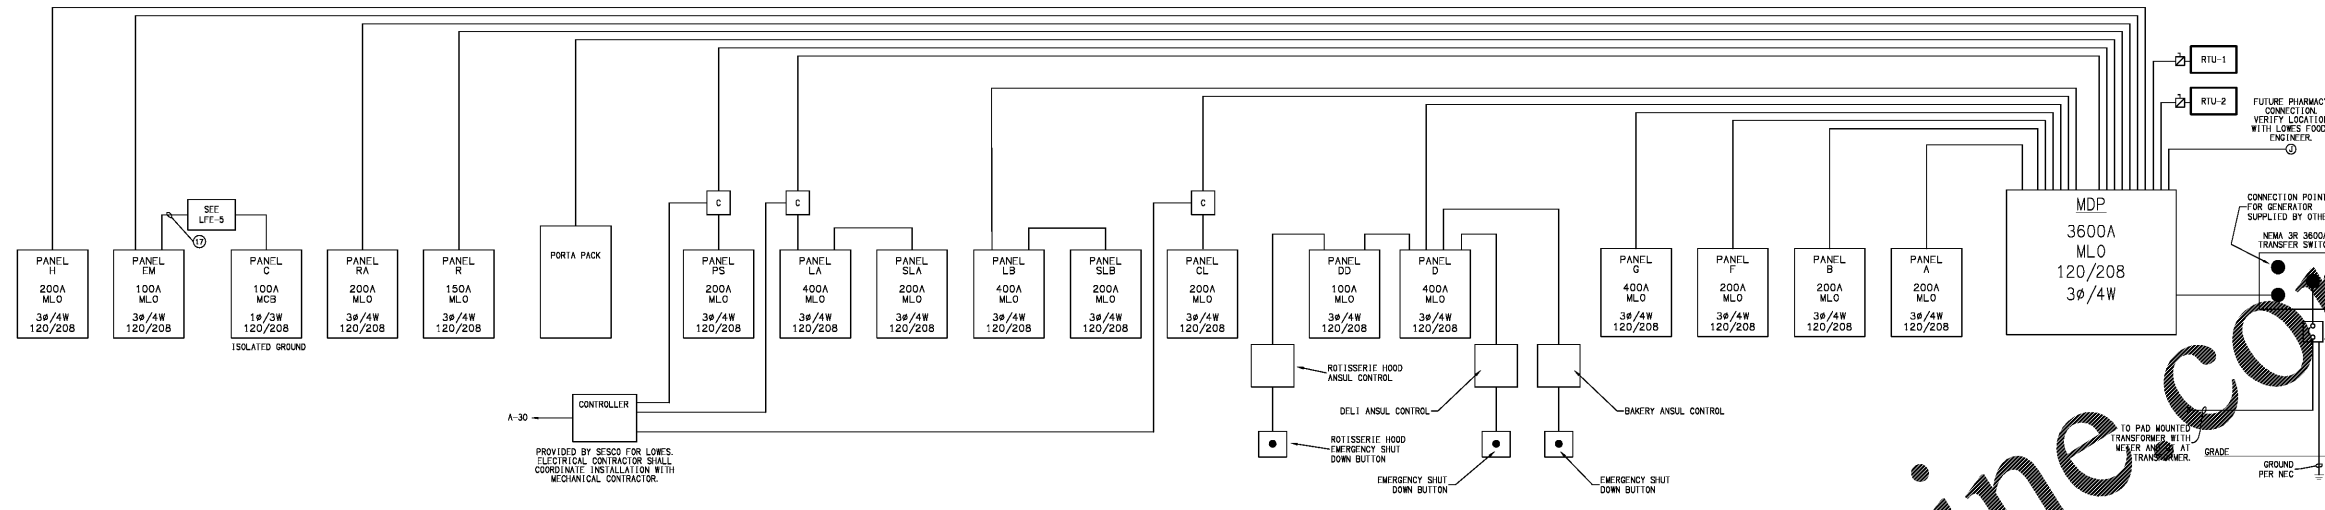 RTU-1
RTU-2
FUTURE PHARMACY
CONNECTION.
VERIFY LOCATION
WITH LOWES FOOD
ENGINEER.
J
C
C
C
SEE
LFE-5
17
MDP
3600A
MLO
120/208
3ø/4W
CONNECTION POINT
FOR GENERATOR
SUPPLIED BY OTHE
NEMA 3R 3600A
TRANSFER SWITC
PANEL
H
200A
MLO
3ø/4W
120/208
PANEL
EM
100A
MLO
3ø/4W
120/208
PANEL
C
100A
MCB
1ø/3W
120/208
ISOLATED GROUND
PANEL
RA
200A
MLO
3ø/4W
120/208
PANEL
R
150A
MLO
3ø/4W
120/208
PORTA PACK
PANEL
PS
200A
MLO
3ø/4W
120/208
PANEL
LA
400A
MLO
3ø/4W
120/208
PANEL
SLA
200A
MLO
3ø/4W
120/208
PANEL
LB
400A
MLO
3ø/4W
120/208
PANEL
SLB
200A
MLO
3ø/4W
120/208
PANEL
CL
200A
MLO
3ø/4W
120/208
PANEL
DD
100A
MLO
3ø/4W
120/208
PANEL
D
400A
MLO
3ø/4W
120/208
PANEL
G
400A
MLO
3ø/4W
120/208
PANEL
F
200A
MLO
3ø/4W
120/208
PANEL
B
200A
MLO
3ø/4W
120/208
PANEL
A
200A
MLO
3ø/4W
120/208
ROTISSERIE HOOD
ANSUL CONTROL
DELI ANSUL CONTROL
BAKERY ANSUL CONTROL
A-30
CONTROLLER
PROVIDED BY SESCO FOR LOWES.
ELECTRICAL CONTRACTOR SHALL
COORDINATE INSTALLATION WITH
MECHANICAL CONTRACTOR.
ROTISSERIE HOOD
EMERGENCY SHUT
DOWN BUTTON
EMERGENCY SHUT
DOWN BUTTON
EMERGENCY SHUT
DOWN BUTTON
TO PAD MOUNTED
TRANSFORMER WITH
METER AND AT
TRANSFORMER.
GRADE
GROUND
PER NEC
ine.co